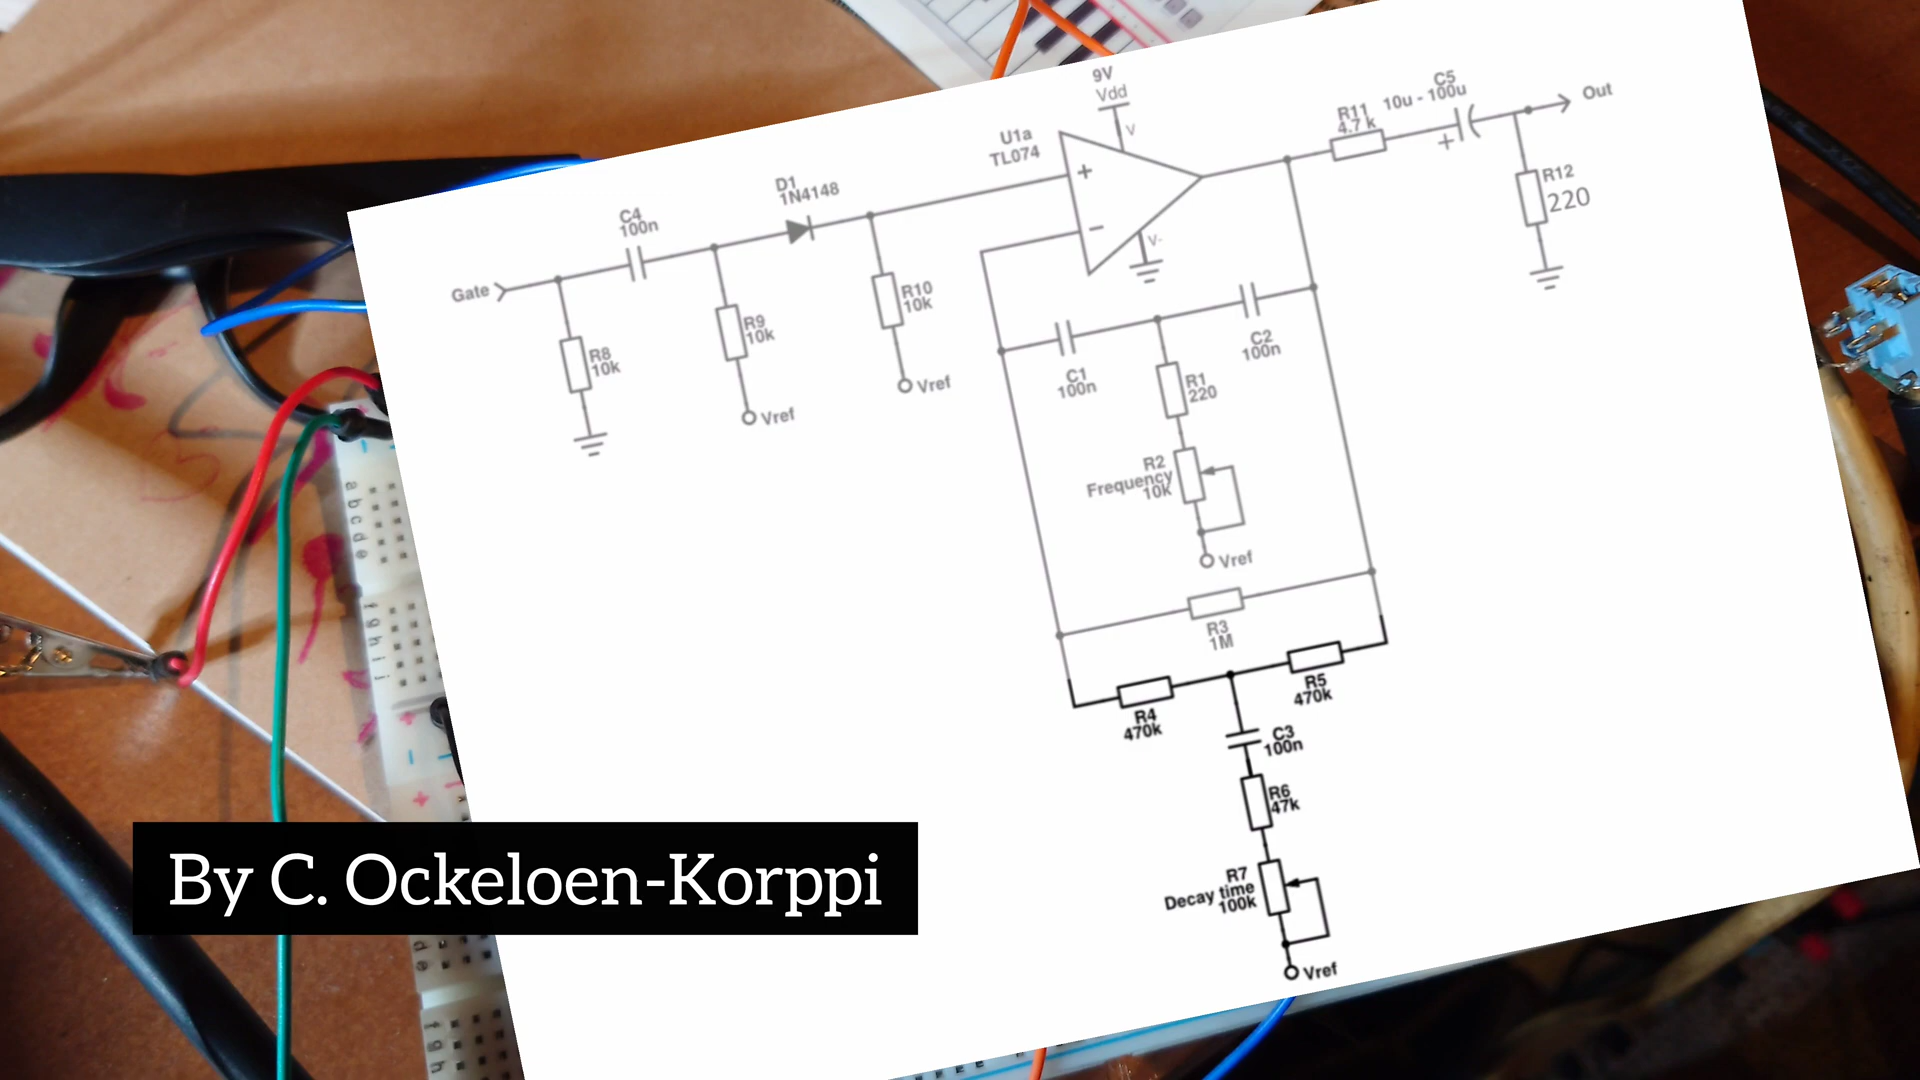 9V
Vdd
V
U1a
TL074
+
−
V-
R11
4.7 k
C5
10u - 100u
+
Out
R12
220
D1
1N4148
C4
100n
Gate
R8
10k
R9
10k
Vref
R10
10k
Vref
C1
100n
C2
100n
R1
220
R2
Frequency
10k
Vref
R3
1M
R4
470k
R5
470k
C3
100n
R6
47k
R7
Decay time
100k
Vref
By C. Ockeloen-Korppi
a
b
c
d
e
f
g
h
i
j
d
e
f
g
h